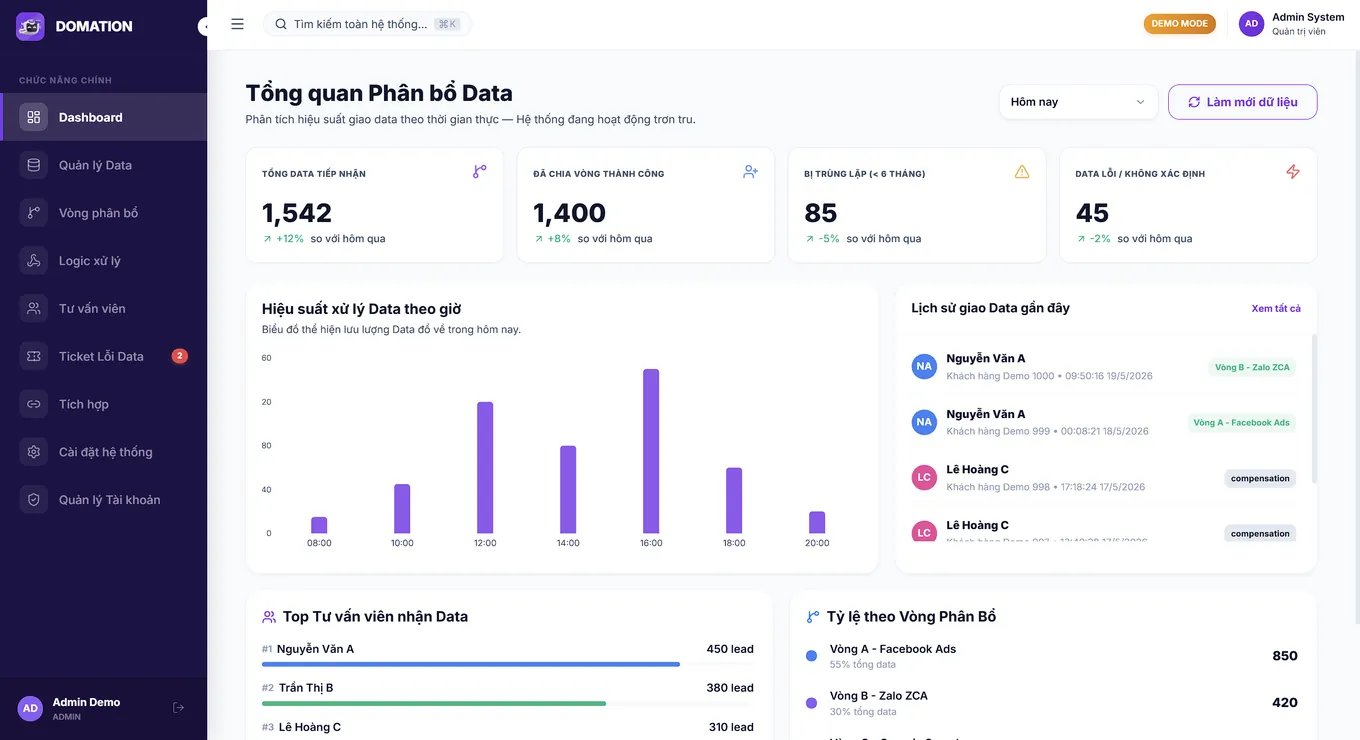 DOMATION
Tìm kiếm toàn hệ thống... ⌘K
DEMO MODE
AD
Admin System
Quản trị viên
CHỨC NĂNG CHÍNH
Dashboard
Quản lý Data
Vòng phân bổ
Logic xử lý
Tư vấn viên
Ticket Lỗi Data 2
Tích hợp
Cài đặt hệ thống
Quản lý Tài khoản
AD
Admin Demo
ADMIN
Tổng quan Phân bổ Data
Phân tích hiệu suất giao data theo thời gian thực — Hệ thống đang hoạt động trơn tru.
Hôm nay
Làm mới dữ liệu
TỔNG DATA TIẾP NHẬN
1,542
+12% so với hôm qua
ĐÃ CHIA VÒNG THÀNH CÔNG
1,400
+8% so với hôm qua
BỊ TRÙNG LẶP (< 6 THÁNG)
85
-5% so với hôm qua
DATA LỖI / KHÔNG XÁC ĐỊNH
45
-2% so với hôm qua
Hiệu suất xử lý Data theo giờ
Biểu đồ thể hiện lưu lượng Data đổ về trong hôm nay.
60
20
80
40
0
08:00 10:00 12:00 14:00 16:00 18:00 20:00
Lịch sử giao Data gần đây
Xem tất cả
NA
Nguyễn Văn A
Khách hàng Demo 1000 • 09:50:16 19/5/2026
Vòng B - Zalo ZCA
NA
Nguyễn Văn A
Khách hàng Demo 999 • 00:08:21 18/5/2026
Vòng A - Facebook Ads
LC
Lê Hoàng C
Khách hàng Demo 998 • 17:18:24 17/5/2026
compensation
LC
Lê Hoàng C
compensation
Top Tư vấn viên nhận Data
#1 Nguyễn Văn A 450 lead
#2 Trần Thị B 380 lead
#3 Lê Hoàng C 310 lead
Tỷ lệ theo Vòng Phân Bổ
Vòng A - Facebook Ads
55% tổng data
850
Vòng B - Zalo ZCA
30% tổng data
420